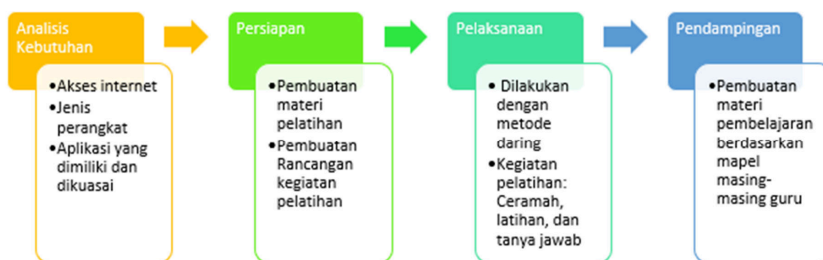 Analisis
Kebutuhan
•Akses internet
•Jenis
perangkat
•Aplikasi yang
dimiliki dan
dikuasai
Persiapan
•Pembuatan
materi
pelatihan
•Pembuatan
Rancangan
kegiatan
pelatihan
Pelaksanaan
• Dilakukan
dengan
metode
daring
•Kegiatan
pelatihan:
Ceramah,
latihan, dan
tanya jawab
Pendampingan
•Pembuatan
materi
pembelajaran
berdasarkan
mapel
masing-
masing guru